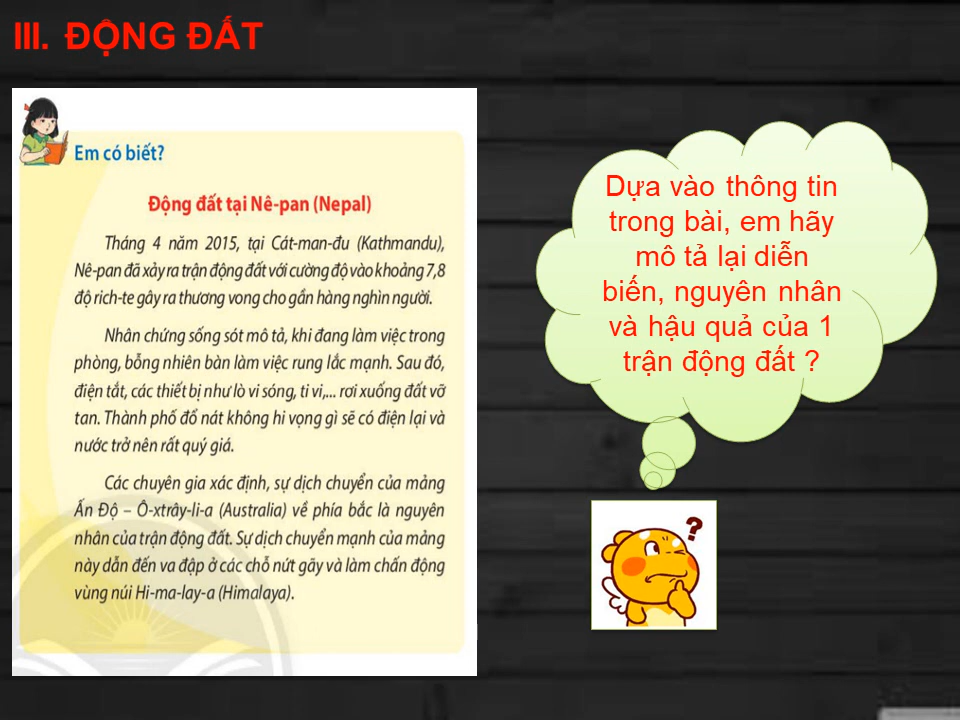 III. ĐỘNG ĐẤT
Em có biết?
Động đất tại Nê-pan (Nepal)
Tháng 4 năm 2015, tại Cát-man-đu (Kathmandu),
Nê-pan đã xảy ra trận động đất với cường độ vào khoảng 7,8
độ rich-te gây ra thương vong cho gần hàng nghìn người.
Nhân chứng sống sót mô tả, khi đang làm việc trong
phòng, bỗng nhiên bàn làm việc rung lắc mạnh. Sau đó,
điện tắt, các thiết bị như lò vi sóng, ti vi,... rơi xuống đất vỡ
tan. Thành phố đổ nát không hi vọng gì sẽ có điện lại và
nước trở nên rất quý giá.
Các chuyên gia xác định, sự dịch chuyển của mảng
Ấn Độ – Ô-xtrây-li-a (Australia) về phía bắc là nguyên
nhân của trận động đất. Sự dịch chuyển mạnh của mảng
này dẫn đến va đập ở các chỗ nứt gãy và làm chấn động
vùng núi Hi-ma-lay-a (Himalaya).
Dựa vào thông tin
trong bài, em hãy
mô tả lại diễn
biến, nguyên nhân
và hậu quả của 1
trận động đất ?
?